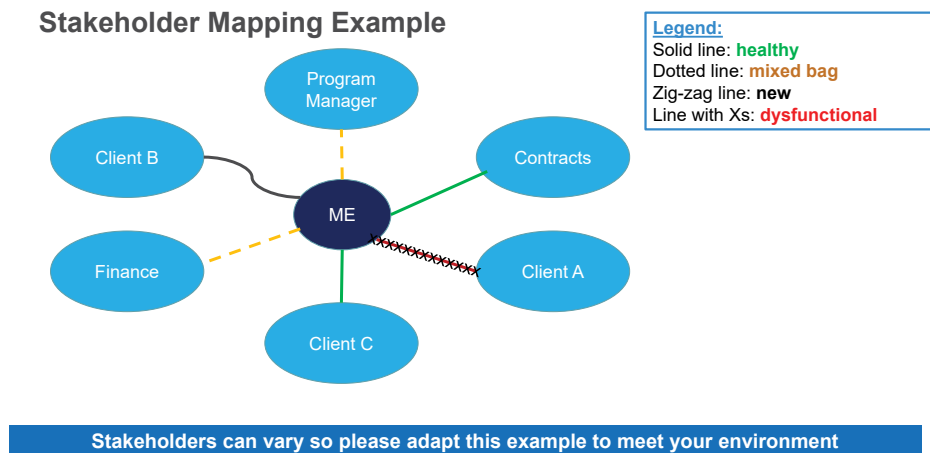 Stakeholder Mapping Example
Legend:
Solid line: healthy
Dotted line: mixed bag
Zig-zag line: new
Line with Xs: dysfunctional
Program
Manager
Client B
Contracts
ME
XXXXXXXXXXXXX
Finance
Client A
Client C
Stakeholders can vary so please adapt this example to meet your environment